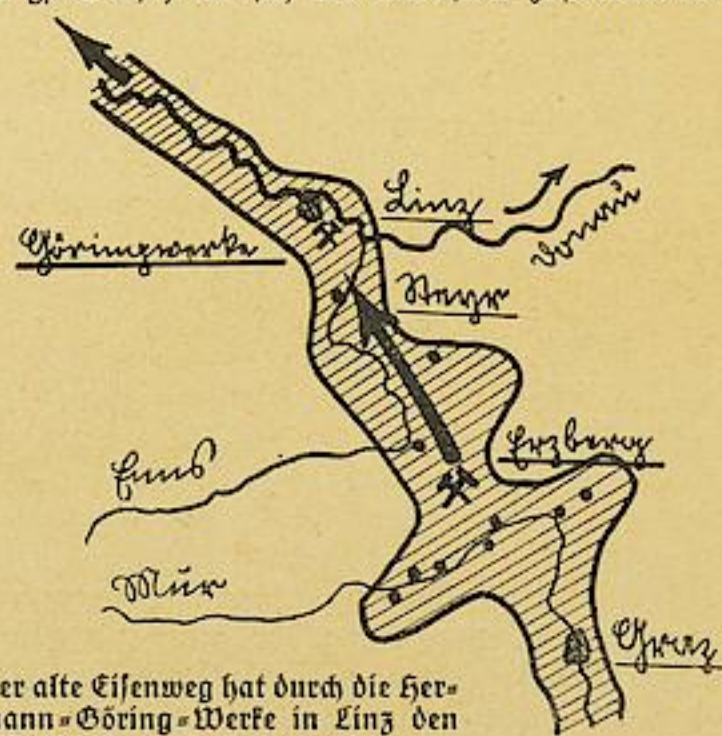 Linz
Donau
Göringwerke
Steyr
Erzberg
Enns
Mur
Graz
er alte Eisenweg hat durch die Her-
ann-Göring-Werke in Linz den